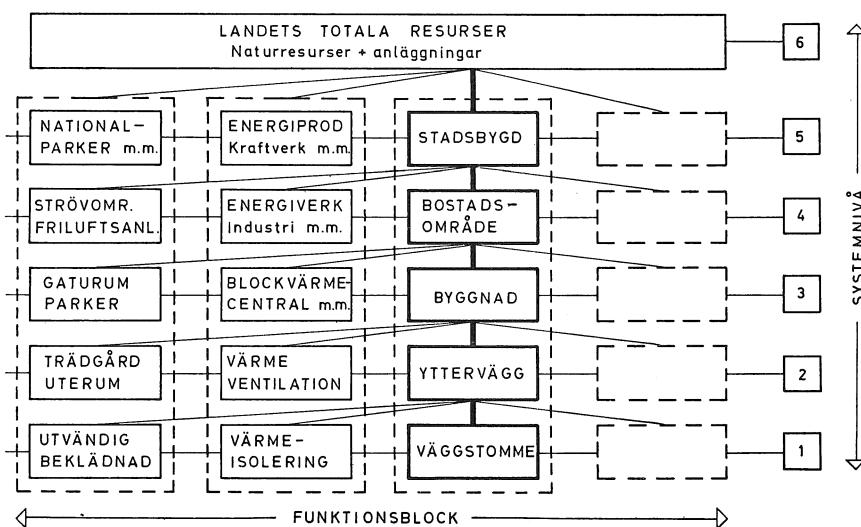 LANDETS TOTALA RESURSER
Naturresurser + anläggningar
6
NATIONAL-
PARKER m.m.
ENERGIPROD
Kraftverk m.m.
STADSBYGD
5
STRÖVOMR.
FRILUFTSANL.
ENERGIVERK
Industri m.m.
BOSTADS-
OMRÅDE
4
GATURUM
PARKER
BLOCKVÄRME-
CENTRAL m.m.
BYGGNAD
3
TRÄDGÅRD
UTERUM
VÄRME
VENTILATION
YTTERVÄGG
2
UTVÄNDIG
BEKLÄDNAD
VÄRME-
ISOLERING
VÄGGSTOMME
1
SYSTEMNIVÅ
FUNKTIONSBLOCK